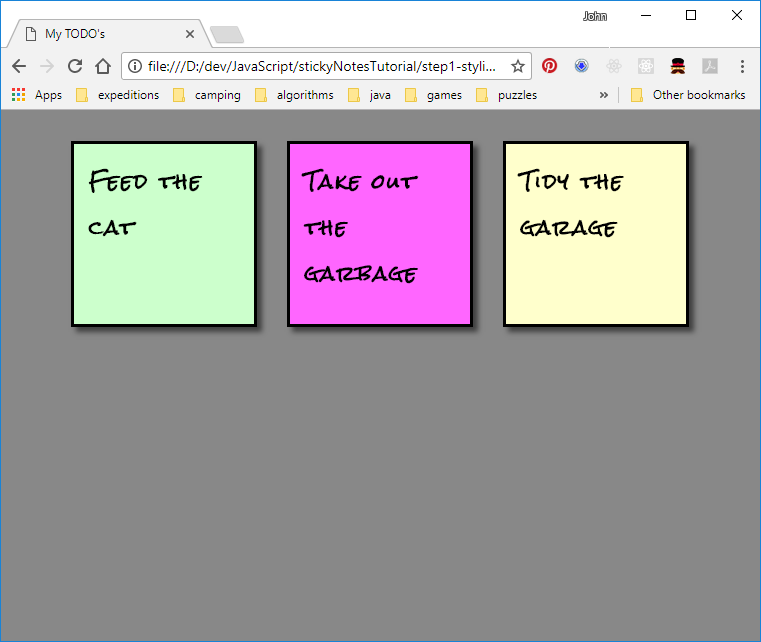 John
My TODO's
file:///D:/dev/JavaScript/stickyNotesTutorial/step1-styli...
Apps expeditions camping algorithms java games puzzles » Other bookmarks
Feed the
cat
Take out
the
garbage
Tidy the
garage